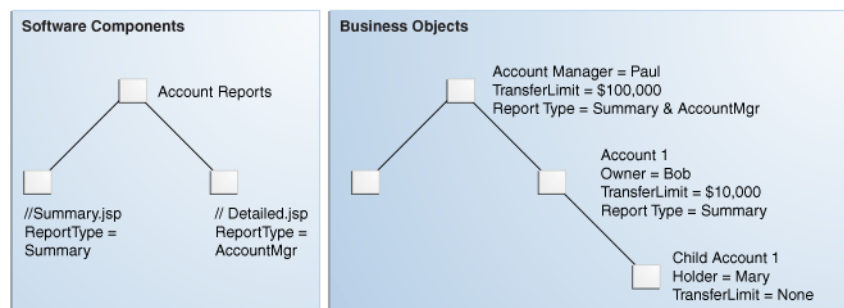 Software Components
Account Reports
//Summary.jsp
ReportType =
Summary
// Detailed.jsp
ReportType =
AccountMgr
Business Objects
Account Manager = Paul
TransferLimit = $100,000
Report Type = Summary & AccountMgr
Account 1
Owner = Bob
TransferLimit = $10,000
Report Type = Summary
Child Account 1
Holder = Mary
TransferLimit = None